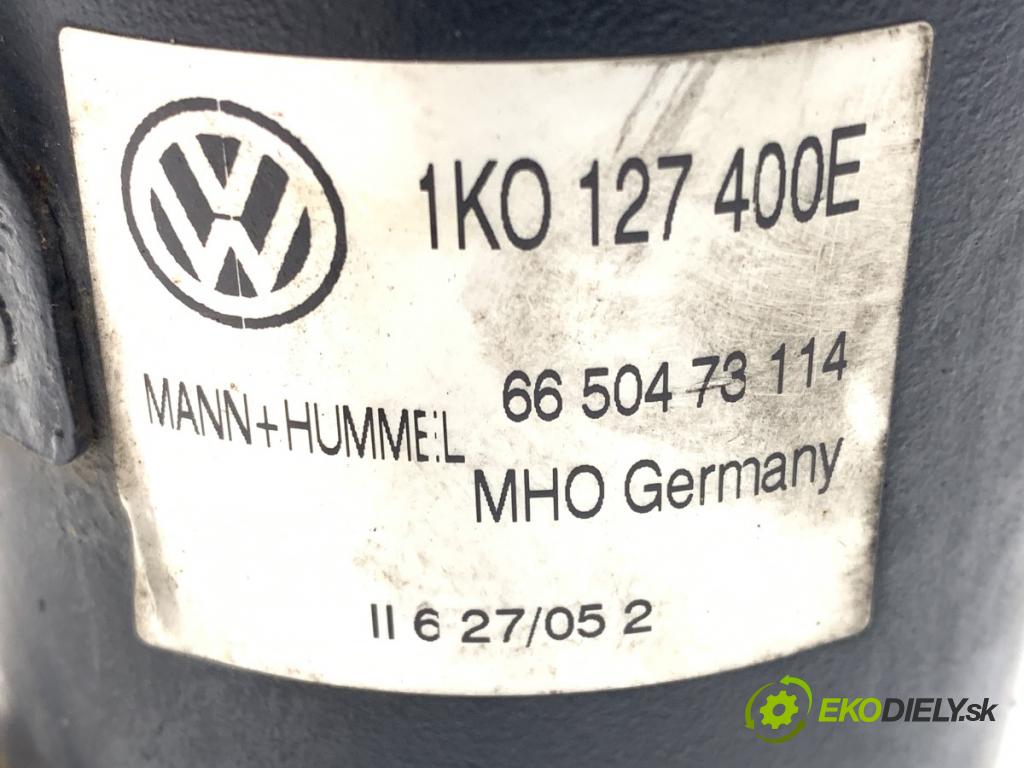 1K0 127 400E
66 504 73 114
MANN+HUMMEL
MHO Germany
II 6 27/05 2
EKODIELY.sk